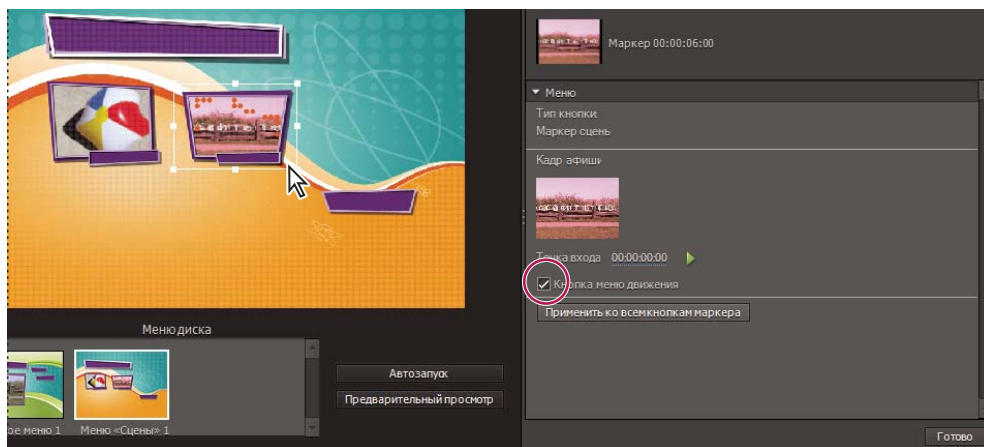 Маркер 00:00:06:00
Меню
Тип кнопки:
Маркер сцень
Кадр афиши
Точка входа 00:00:00:00
Кнопка меню движения
Применить ко всемкнопкам маркера
Меню диска
Автозапуск
Предварительный просмотр
ое меню 1 Меню «Сцены» 1
Готово